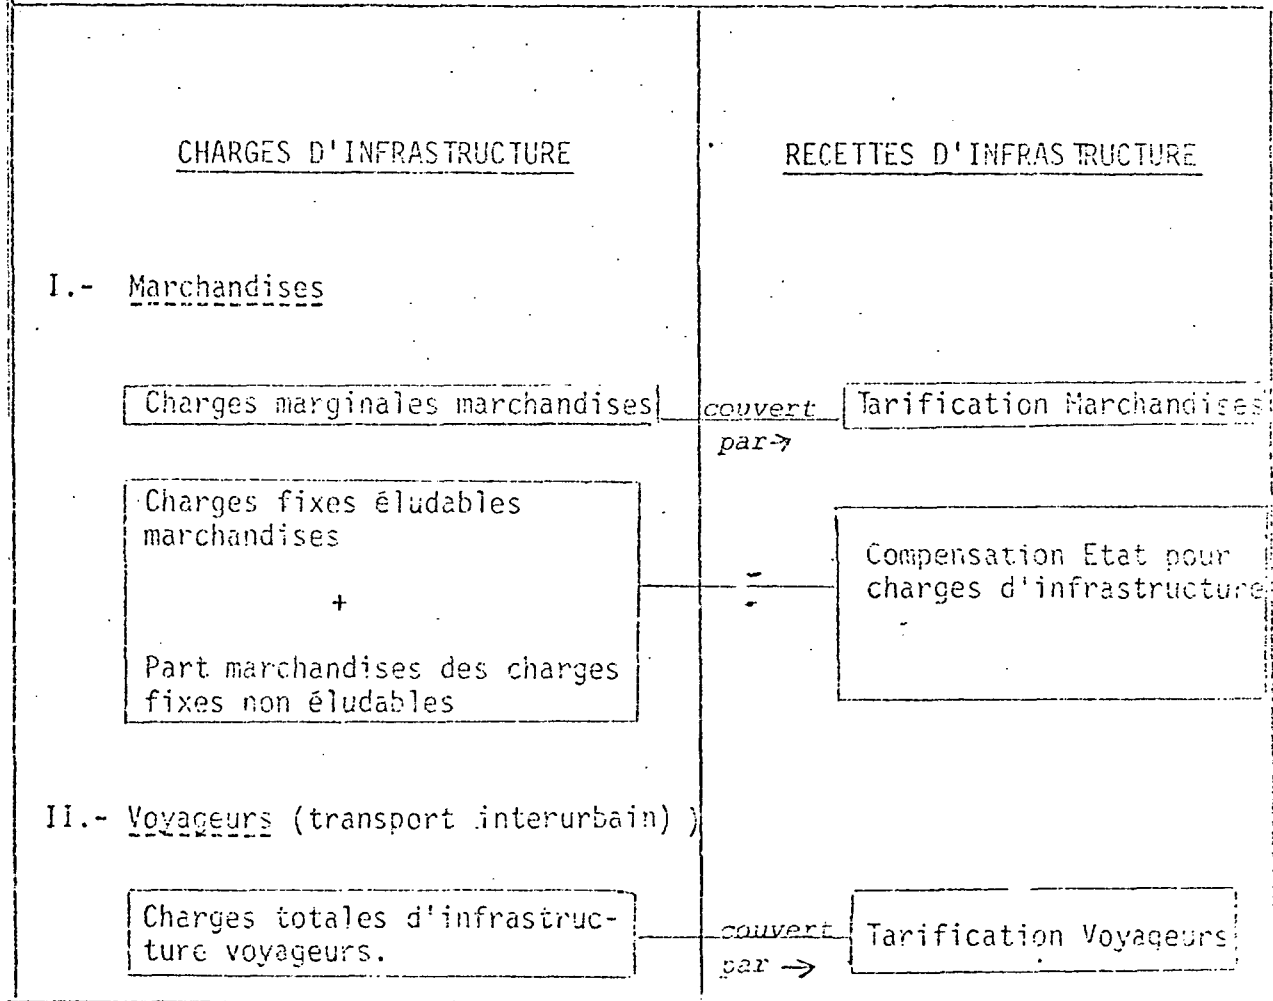 CHARGES D'INFRASTRUCTURE
RECETTES D'INFRASTRUCTURE
I.- Marchandises
Charges marginales marchandises
couvert
par→
Tarification Marchandises
Charges fixes éludables
marchandises
+
Part marchandises des charges
fixes non éludables
Compensation Etat pour
charges d'infrastructure
II.- Voyageurs (transport interurbain) )
Charges totales d'infrastruc-
ture voyageurs.
couvert
par →
Tarification Voyageurs